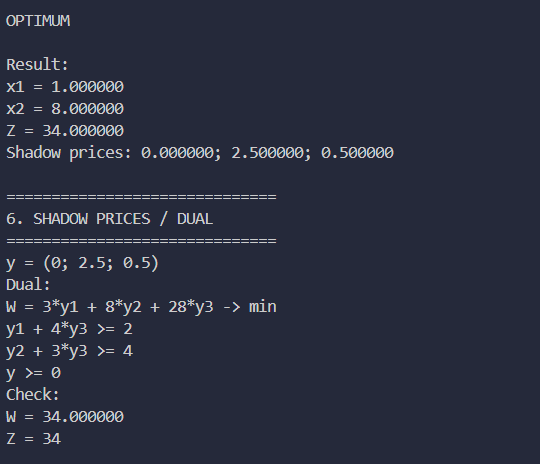 OPTIMUM
Result:
x1 = 1.000000
x2 = 8.000000
Z = 34.000000
Shadow prices: 0.000000; 2.500000; 0.500000
==============================
6. SHADOW PRICES / DUAL
==============================
y = (0; 2.5; 0.5)
Dual:
W = 3*y1 + 8*y2 + 28*y3 -> min
y1 + 4*y3 >= 2
y2 + 3*y3 >= 4
y >= 0
Check:
W = 34.000000
Z = 34